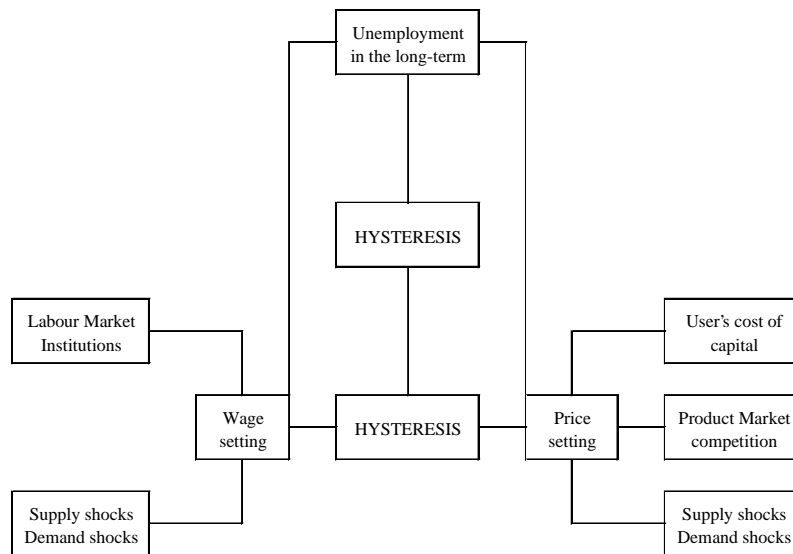 Unemployment
in the long-term
HYSTERESIS
Labour Market
Institutions
User's cost of
capital
Wage
setting
HYSTERESIS
Price
setting
Product Market
competition
Supply shocks
Demand shocks
Supply shocks
Demand shocks